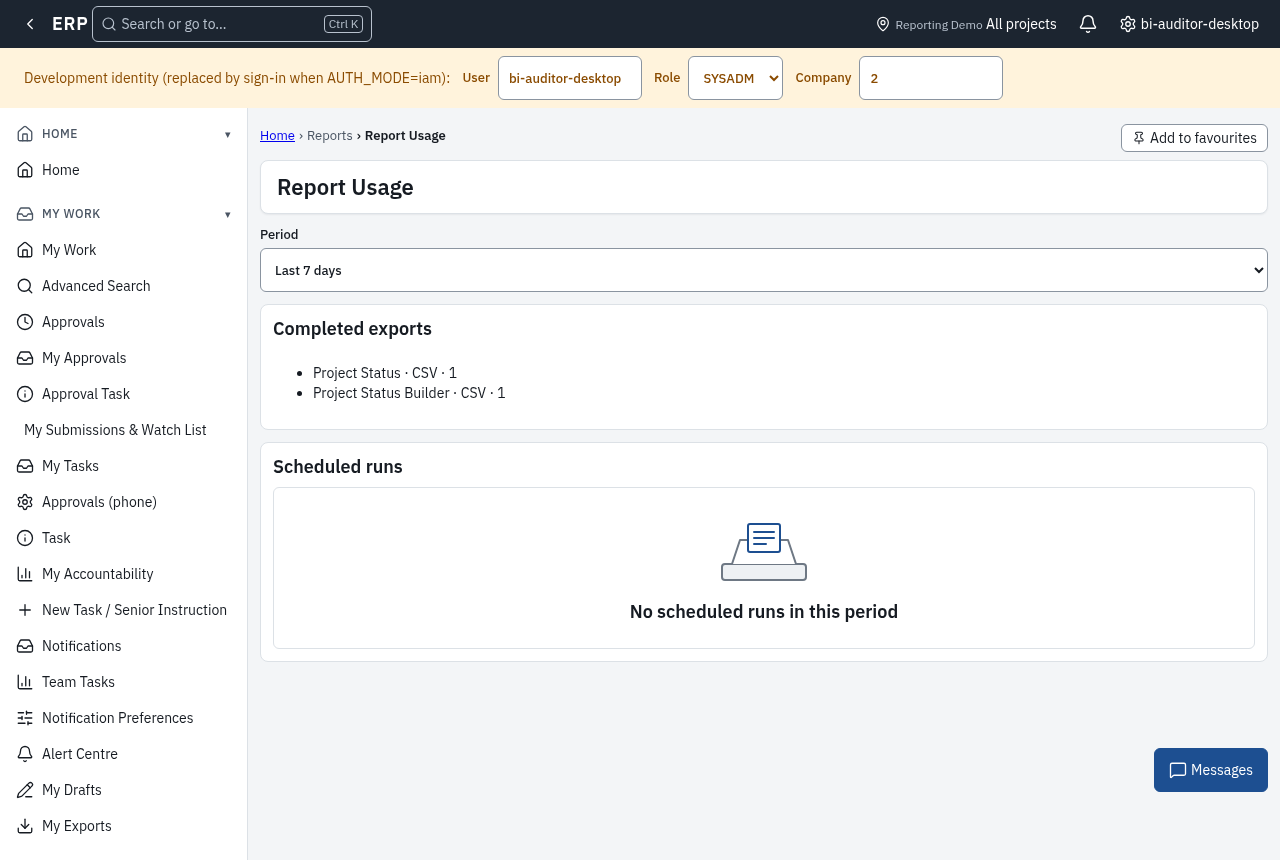 ERP
Search or go to...
Ctrl K
Reporting Demo All projects
bi-auditor-desktop
Development identity (replaced by sign-in when AUTH_MODE=iam):
User
bi-auditor-desktop
Role
SYSADM
Company
2
HOME
Home
MY WORK
My Work
Advanced Search
Approvals
My Approvals
Approval Task
My Submissions & Watch List
My Tasks
Approvals (phone)
Task
My Accountability
New Task / Senior Instruction
Notifications
Team Tasks
Notification Preferences
Alert Centre
My Drafts
My Exports
Home › Reports › Report Usage
Add to favourites
Report Usage
Period
Last 7 days
Completed exports
Project Status · CSV · 1
Project Status Builder · CSV · 1
Scheduled runs
No scheduled runs in this period
Messages